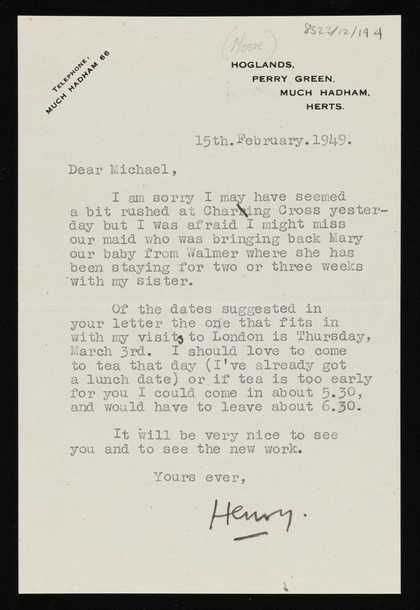 8522/12/19 4
(Moore)
TELEPHONE:
MUCH HADHAM 66
HOGLANDS,
PERRY GREEN,
MUCH HADHAM,
HERTS.
15th.February.1949.
Dear Michael,
I am sorry I may have seemed
a bit rushed at Charking Cross yester-
day but I was afraid I might miss
our maid who was bringing back Mary
our baby from Walmer where she has
been staying for two or three weeks
with my sister.
Of the dates suggested in
your letter the one that fits in
with my visits to London is Thursday,
March 3rd. I should love to come
to tea that day (I've already got
a lunch date) or if tea is too early
for you I could come in about 5.30,
and would have to leave about 6.30.
It will be very nice to see
you and to see the new work.
Yours ever,
Henry.